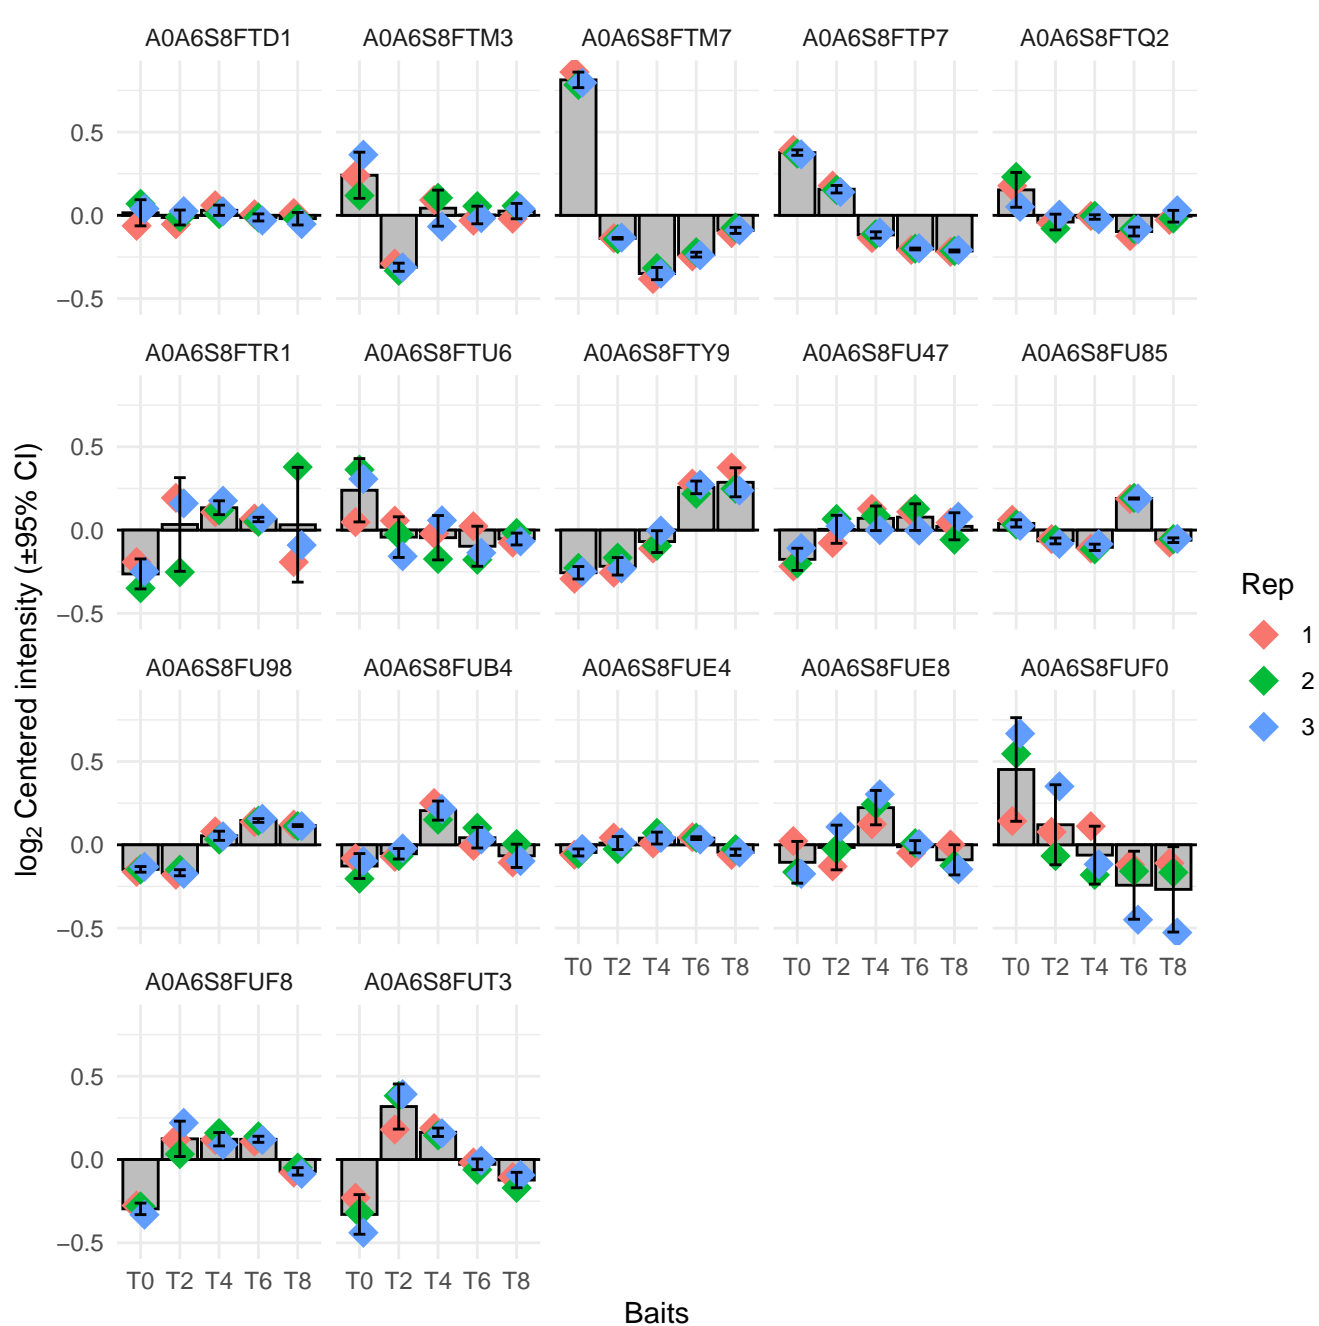 A0A6S8FTD1 A0A6S8FTM3 A0A6S8FTM7 A0A6S8FTP7 A0A6S8FTQ2
0.5
0.0
−0.5
A0A6S8FTR1 A0A6S8FTU6 A0A6S8FTY9 A0A6S8FU47 A0A6S8FU85
0.5
0.0
−0.5
A0A6S8FU98 A0A6S8FUB4 A0A6S8FUE4 A0A6S8FUE8 A0A6S8FUF0
0.5
0.0
−0.5
T0 T2 T4 T6 T8 T0 T2 T4 T6 T8 T0 T2 T4 T6 T8
A0A6S8FUF8 A0A6S8FUT3
0.5
0.0
−0.5
T0 T2 T4 T6 T8 T0 T2 T4 T6 T8
Baits
log₂ Centered intensity (±95% CI)
Rep
1
2
3